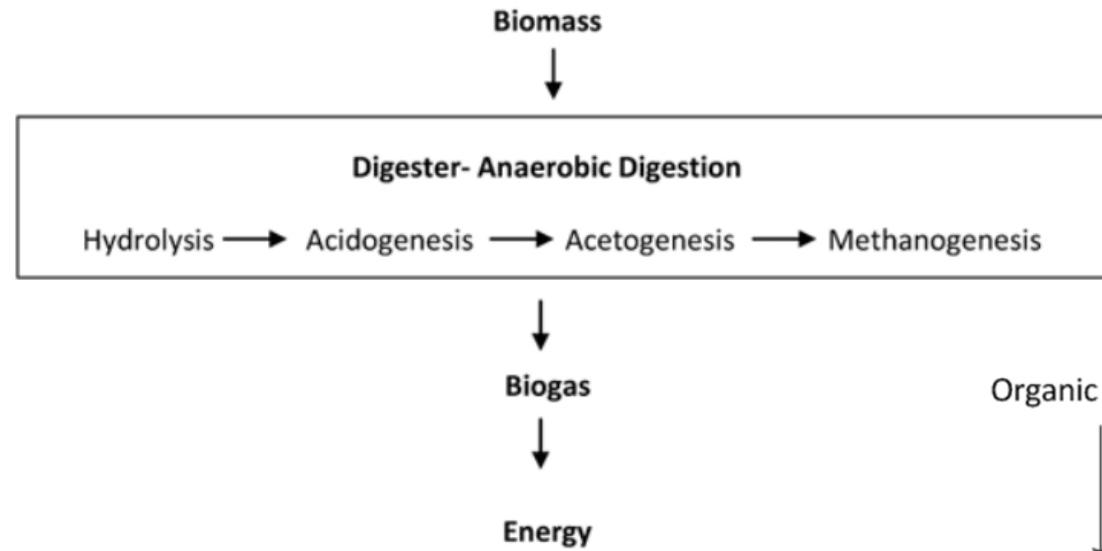 Biomass
Digester- Anaerobic Digestion
Hydrolysis Acidogenesis Acetogenesis Methanogenesis
Biogas
Organic
Energy